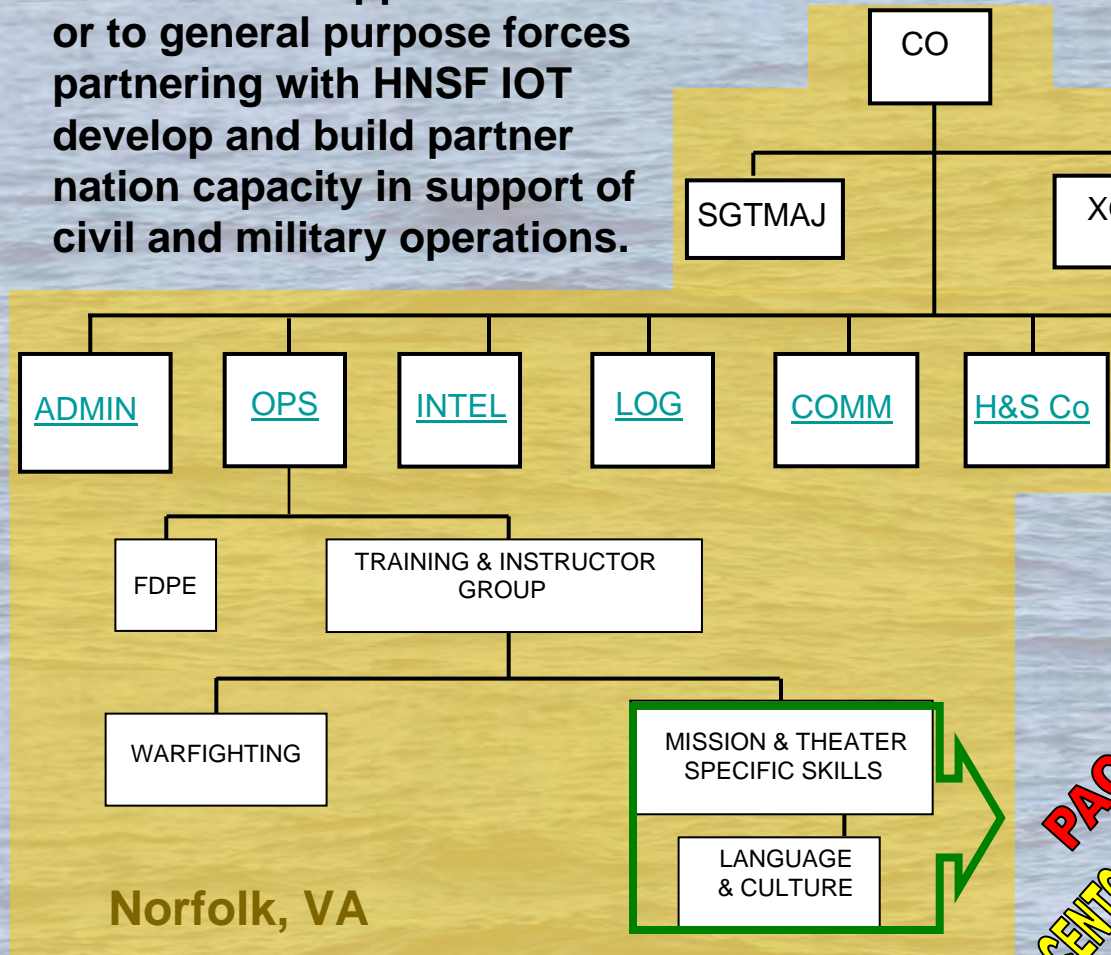 or to general purpose forces
partnering with HNSF IOT
develop and build partner
nation capacity in support of
civil and military operations.
CO
SGTMAJ
ADMIN
OPS
INTEL
LOG
COMM
H&S Co
FDPE
TRAINING & INSTRUCTOR
GROUP
WARFIGHTING
MISSION & THEATER
SPECIFIC SKILLS
LANGUAGE
& CULTURE
Norfolk, VA